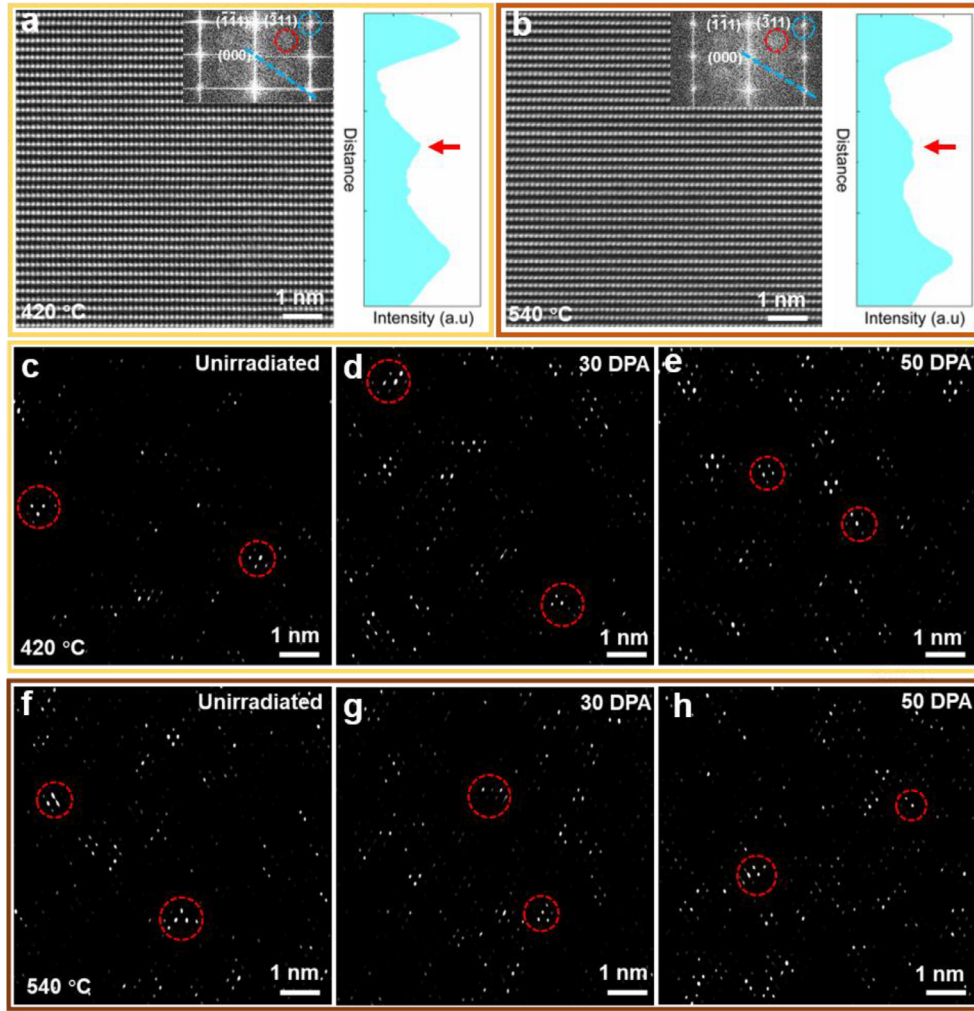 a
(1̄1̄1) (3̄11)
(000)
420 °C
1 nm
Distance
Intensity (a.u)
b
(1̄1̄1) (3̄11)
(000)
540 °C
1 nm
Distance
Intensity (a.u)
c
Unirradiated
420 °C
1 nm
d
30 DPA
1 nm
e
50 DPA
1 nm
f
Unirradiated
540 °C
1 nm
g
30 DPA
1 nm
h
50 DPA
1 nm